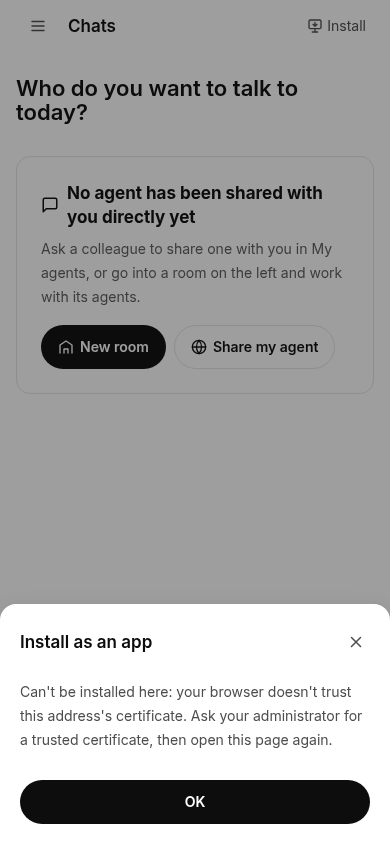 Chats
Install
Who do you want to talk to
today?
No agent has been shared with
you directly yet
Ask a colleague to share one with you in My
agents, or go into a room on the left and work
with its agents.
New room
Share my agent
Install as an app
Can't be installed here: your browser doesn't trust
this address's certificate. Ask your administrator for
a trusted certificate, then open this page again.
OK